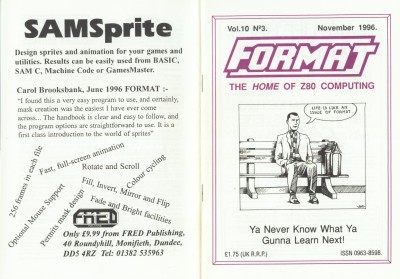 SAMSprite
Design sprites and animation for your games and
utilities. Results can be easily used from BASIC,
SAM C, Machine Code or GamesMaster.
Carol Brooksbank, June 1996 FORMAT :-
"I found this a very easy program to use, and certainly,
mask creation was the easiest I have ever come
across... The handbook is clear and easy to follow, and
the program options are straightforward to use. It is a
first class introduction to the world of sprites"
256 frames in each file
Fast, full-screen animation
Optional Mouse Support
Rotate and Scroll
Colour cycling
Permits mask design
Fill, Invert, Mirror and Flip
Fade and Bright facilities
FRED
Only £9.99 from FRED Publishing,
40 Roundyhill, Monifieth, Dundee,
DD5 4RZ Tel: 01382 535963
Vol.10 Nº3.
November 1996.
FORMAT
THE HOME OF Z80 COMPUTING
LIFE IS LIKE AN
ISSUE OF FORMAT
Ya Never Know What Ya
Gunna Learn Next!
£1.75 (UK R.R.P.)
ISSN 0963-8598.